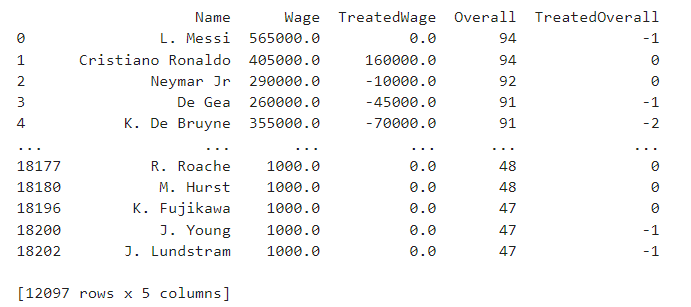 Name Wage TreatedWage Overall TreatedOverall
0 L. Messi 565000.0 0.0 94 -1
1 Cristiano Ronaldo 405000.0 160000.0 94 0
2 Neymar Jr 290000.0 -10000.0 92 0
3 De Gea 260000.0 -45000.0 91 -1
4 K. De Bruyne 355000.0 -70000.0 91 -2
... ... ... ... ... ...
18177 R. Roache 1000.0 0.0 48 0
18180 M. Hurst 1000.0 0.0 48 0
18196 K. Fujikawa 1000.0 0.0 47 0
18200 J. Young 1000.0 0.0 47 -1
18202 J. Lundstram 1000.0 0.0 47 -1
[12097 rows x 5 columns]